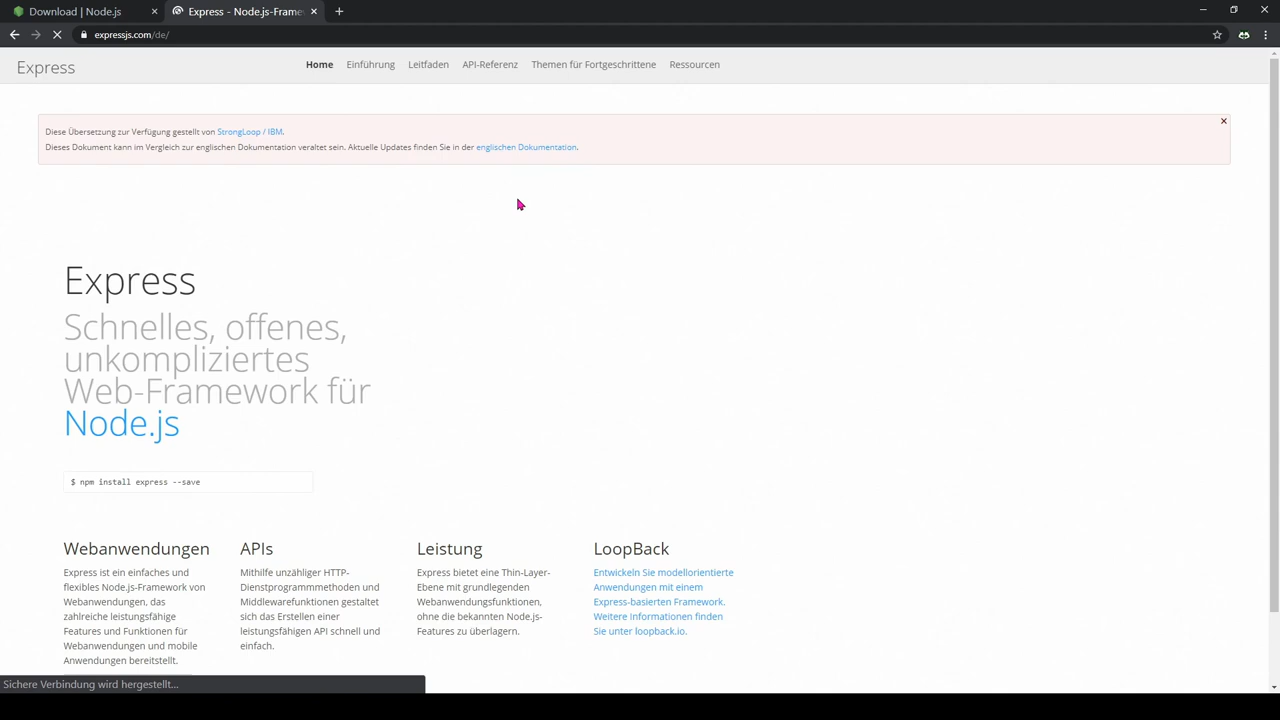 Download | Node.js
Express - Node.js-Frame
expressjs.com/de/
Express
Home
Einführung
Leitfaden
API-Referenz
Themen für Fortgeschrittene
Ressourcen
Diese Übersetzung zur Verfügung gestellt von StrongLoop / IBM.
Dieses Dokument kann im Vergleich zur englischen Dokumentation veraltet sein. Aktuelle Updates finden Sie in der englischen Dokumentation.
Express
Schnelles, offenes,
unkompliziertes
Web-Framework für
Node.js
$ npm install express --save
Webanwendungen
Express ist ein einfaches und
flexibles Node.js-Framework von
Webanwendungen, das
zahlreiche leistungsfähige
Features und Funktionen für
Webanwendungen und mobile
Anwendungen bereitstellt.
APIs
Mithilfe unzähliger HTTP-
Dienstprogrammmethoden und
Middlewarefunktionen gestaltet
sich das Erstellen einer
leistungsfähigen API schnell und
einfach.
Leistung
Express bietet eine Thin-Layer-
Ebene mit grundlegenden
Webanwendungsfunktionen,
ohne die bekannten Node.js-
Features zu überlagern.
LoopBack
Entwickeln Sie modellorientierte
Anwendungen mit einem
Express-basierten Framework.
Weitere Informationen finden
Sie unter loopback.io.
Sichere Verbindung wird hergestellt...